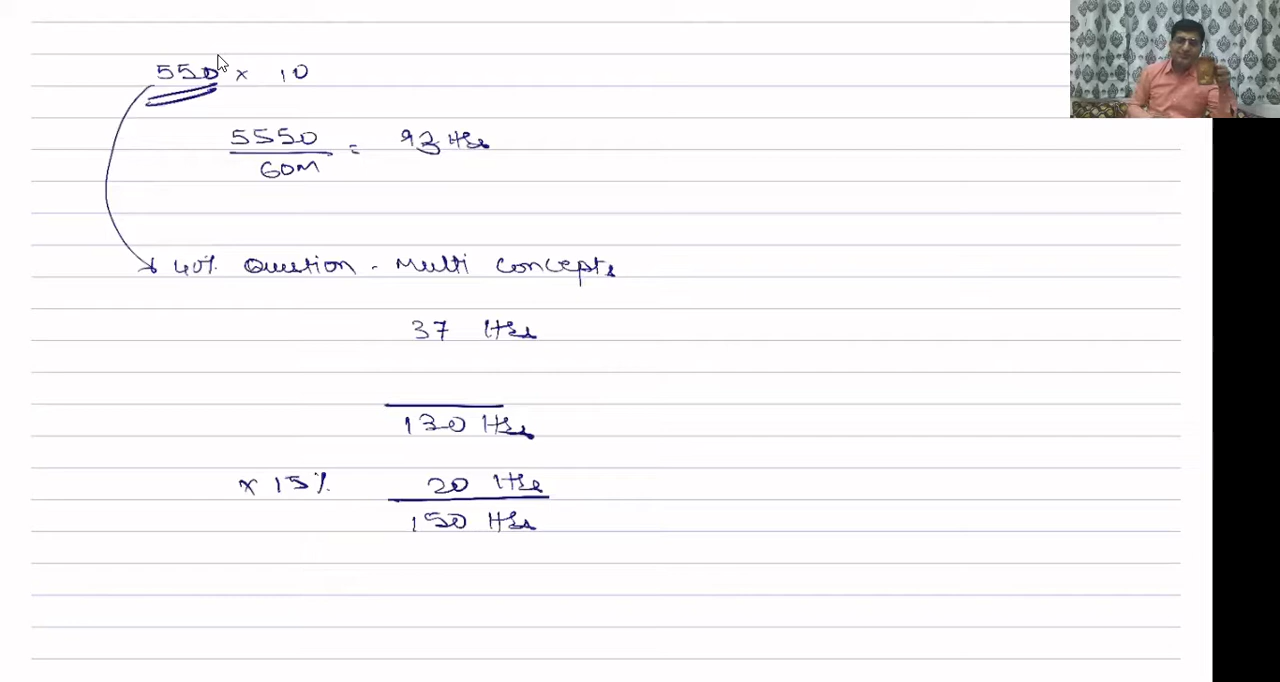 550 x 10
5550
60M
= 93 Hrs
40% Question - Multi Concepts
37 Hrs
130 Hrs
x 15% 20 Hrs
150 Hrs